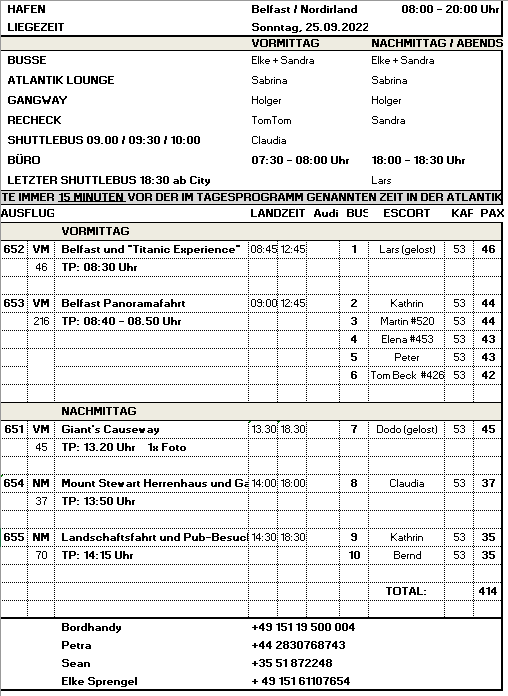 HAFEN Belfast / Nordirland 08:00 - 20:00 Uhr
LIEGEZEIT Sonntag, 25.09.2022
VORMITTAG NACHMITTAG / ABENDS
BUSSE Elke + Sandra Elke + Sandra
ATLANTIK LOUNGE Sabrina Sabrina
GANGWAY Holger Holger
RECHECK TomTom Sandra
SHUTTLEBUS 09.00 / 09:30 / 10:00 Claudia
BÜRO 07:30 - 08:00 Uhr 18:00 - 18:30 Uhr
LETZTER SHUTTLEBUS 18:30 ab City Lars
TE IMMER 15 MINUTEN VOR DER IM TAGESPROGRAMM GENANNTEN ZEIT IN DER ATLANTIK
AUSFLUG LANDZEIT Audi BUS ESCORT KAF PAX
VORMITTAG
652 VM Belfast und "Titanic Experience" 08:45 12:45 1 Lars (gelost) 53 46
46 TP: 08:30 Uhr
653 VM Belfast Panoramafahrt 09:00 12:45 2 Kathrin 53 44
216 TP: 08:40 - 08.50 Uhr 3 Martin #520 53 44
4 Elena #453 53 43
5 Peter 53 43
6 Tom Beck #426 53 42
NACHMITTAG
651 VM Giant's Causeway 13.30 18.30 7 Dodo (gelost) 53 45
45 TP: 13.20 Uhr 1x Foto
654 NM Mount Stewart Herrenhaus und Ga 14:00 18:00 8 Claudia 53 37
37 TP: 13:50 Uhr
655 NM Landschaftsfahrt und Pub-Besuc 14:30 18:30 9 Kathrin 53 35
70 TP: 14:15 Uhr 10 Bernd 53 35
TOTAL: 414
Bordhandy +49 151 19 500 004
Petra +44 2830768743
Sean +35 51 872248
Elke Sprengel + 49 151 61107654